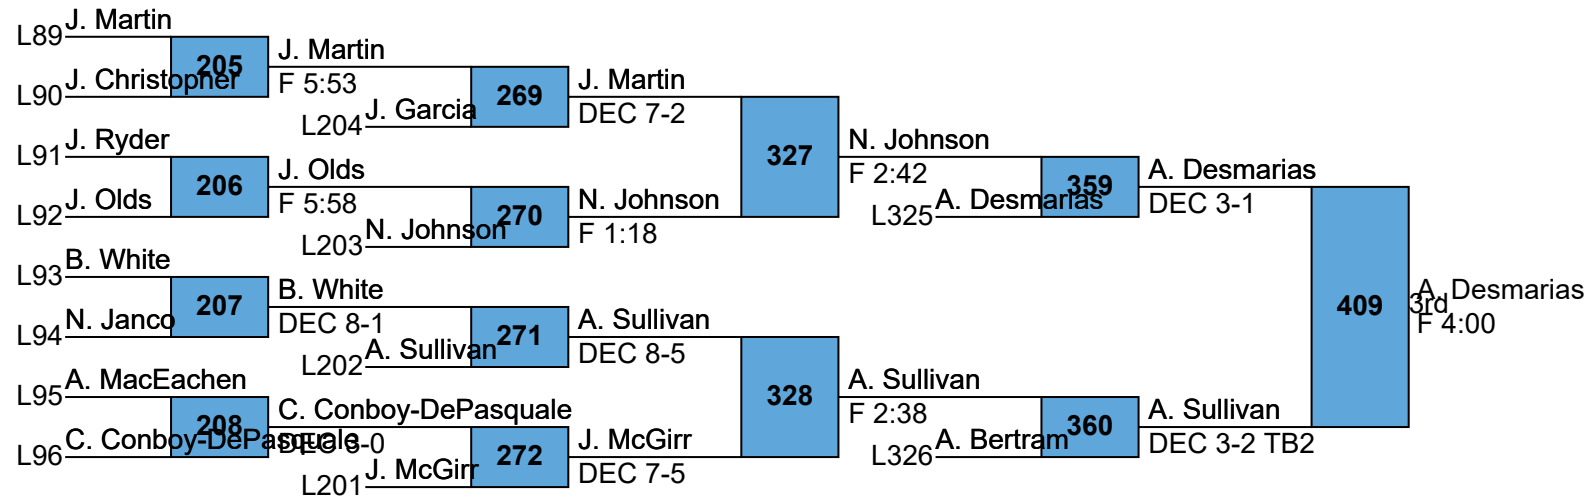 L89 J. Martin
205
L90 J. Christopher
J. Martin
F 5:53
L204 J. Garcia
269
J. Martin
DEC 7-2
L91 J. Ryder
206
L92 J. Olds
J. Olds
F 5:58
L203 N. Johnson
270
N. Johnson
F 1:18
327
N. Johnson
F 2:42
L325 A. Desmarias
359
A. Desmarias
DEC 3-1
L93 B. White
207
L94 N. Janco
B. White
DEC 8-1
L202 A. Sullivan
271
A. Sullivan
DEC 8-5
L95 A. MacEachen
208
L96 C. Conboy-DePasquale
C. Conboy-DePasquale
DEC 3-0
L201 J. McGirr
272
J. McGirr
DEC 7-5
328
A. Sullivan
F 2:38
L326 A. Bertram
360
A. Sullivan
DEC 3-2 TB2
409
3rd
A. Desmarias
F 4:00